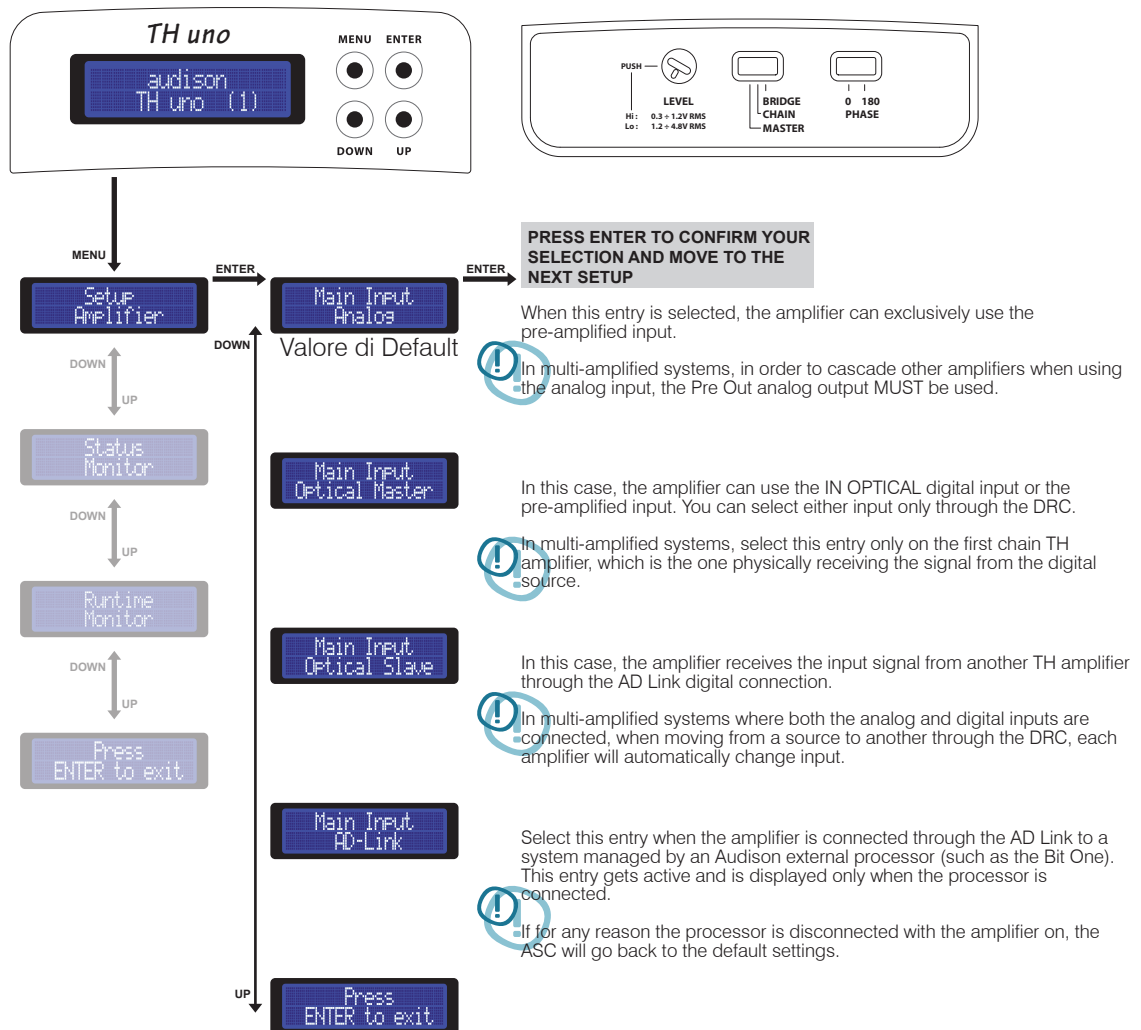 TH uno
MENU ENTER
audison
TH uno (1)
DOWN UP
PUSH
LEVEL
Hi : 0.3 ÷ 1.2V RMS
Lo : 1.2 ÷ 4.8V RMS
BRIDGE
CHAIN
MASTER
0 180
PHASE
MENU
Setup
Amplifier
DOWN
UP
Status
Monitor
DOWN
UP
Runtime
Monitor
DOWN
UP
Press
ENTER to exit
ENTER
Main Input
Analog
DOWN
Valore di Default
ENTER
PRESS ENTER TO CONFIRM YOUR
SELECTION AND MOVE TO THE
NEXT SETUP
When this entry is selected, the amplifier can exclusively use the
pre-amplified input.
In multi-amplified systems, in order to cascade other amplifiers when using
the analog input, the Pre Out analog output MUST be used.
Main Input
Optical Master
In this case, the amplifier can use the IN OPTICAL digital input or the
pre-amplified input. You can select either input only through the DRC.
In multi-amplified systems, select this entry only on the first chain TH
amplifier, which is the one physically receiving the signal from the digital
source.
Main Input
Optical Slave
In this case, the amplifier receives the input signal from another TH amplifier
through the AD Link digital connection.
In multi-amplified systems where both the analog and digital inputs are
connected, when moving from a source to another through the DRC, each
amplifier will automatically change input.
Main Input
AD-Link
Select this entry when the amplifier is connected through the AD Link to a
system managed by an Audison external processor (such as the Bit One).
This entry gets active and is displayed only when the processor is
connected.
If for any reason the processor is disconnected with the amplifier on, the
ASC will go back to the default settings.
UP
Press
ENTER to exit